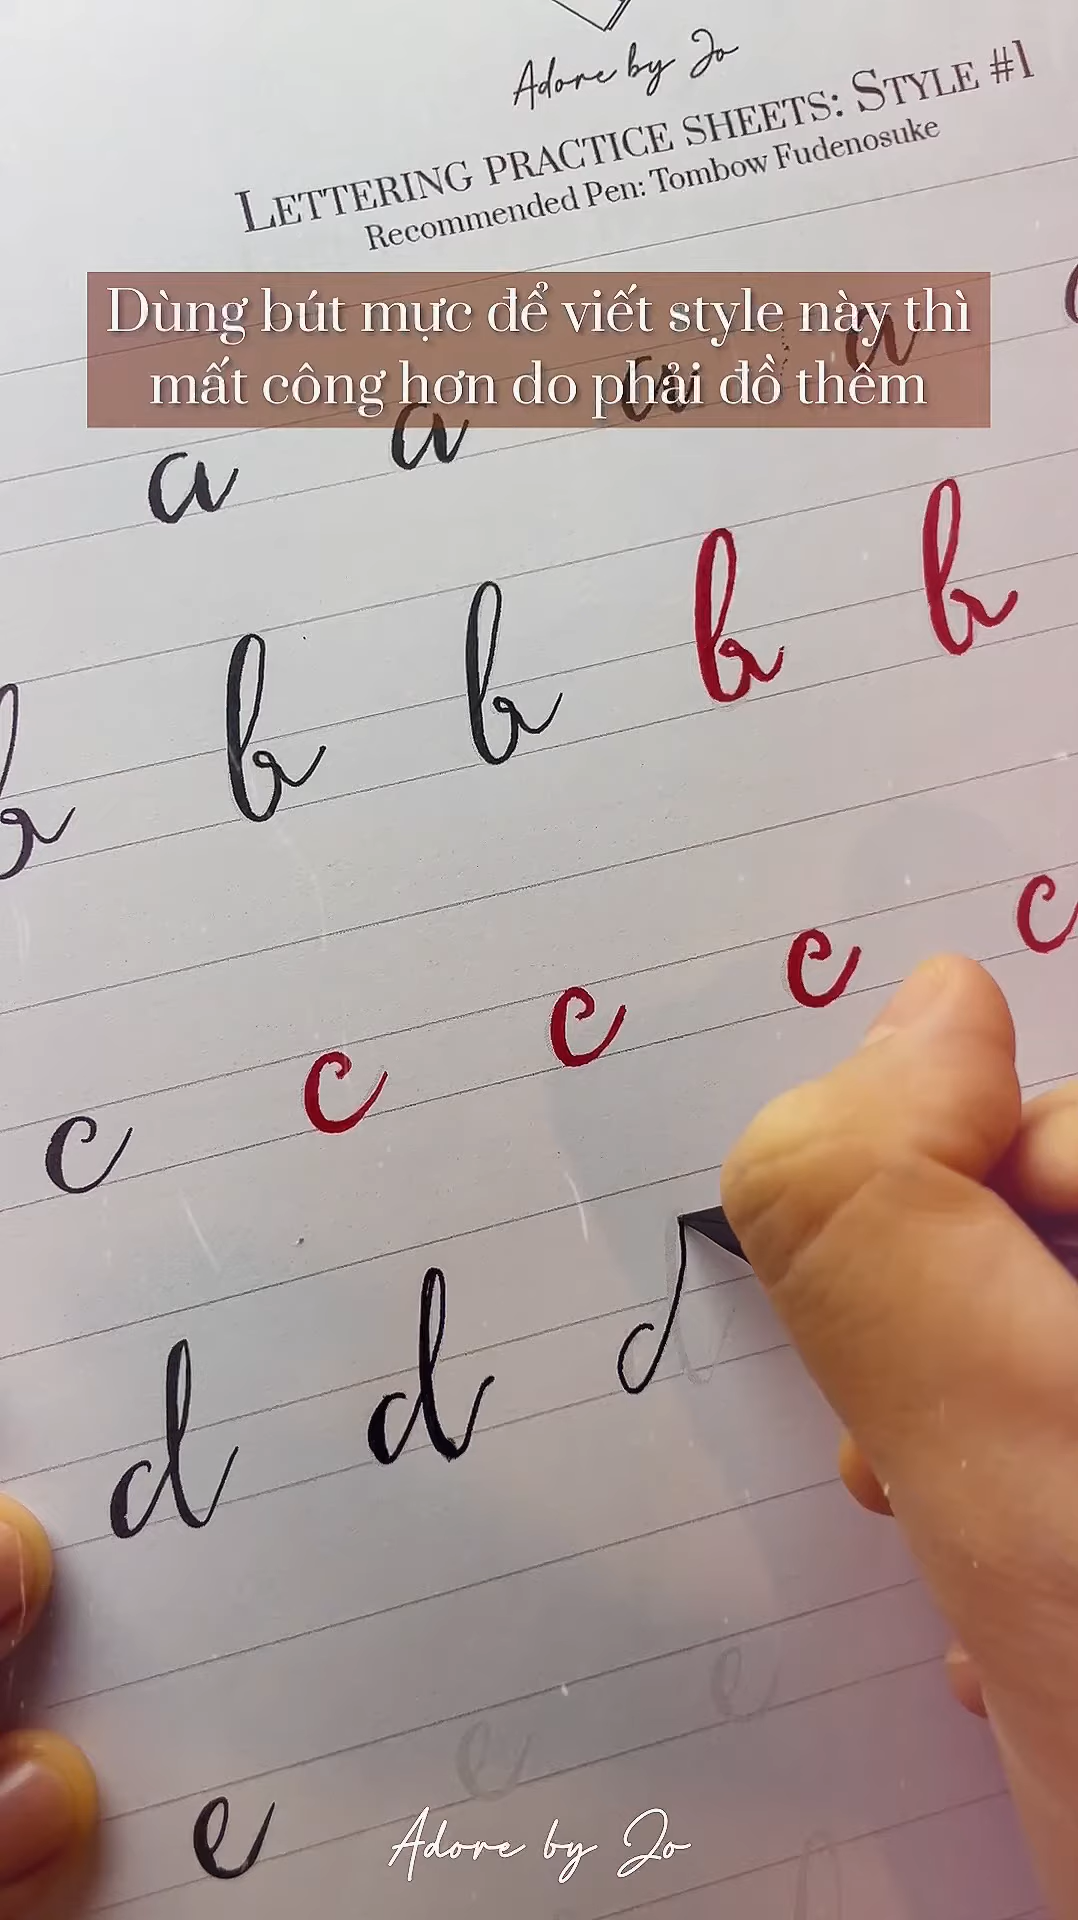 Adore by Jo
LETTERING PRACTICE SHEETS: STYLE #1
Recommended Pen: Tombow Fudenosuke
Dùng bút mực để viết style này thì
mất công hơn do phải đồ thêm
a a a a
b b b b b
c c c c c
d d d
e e e
Adore by Jo